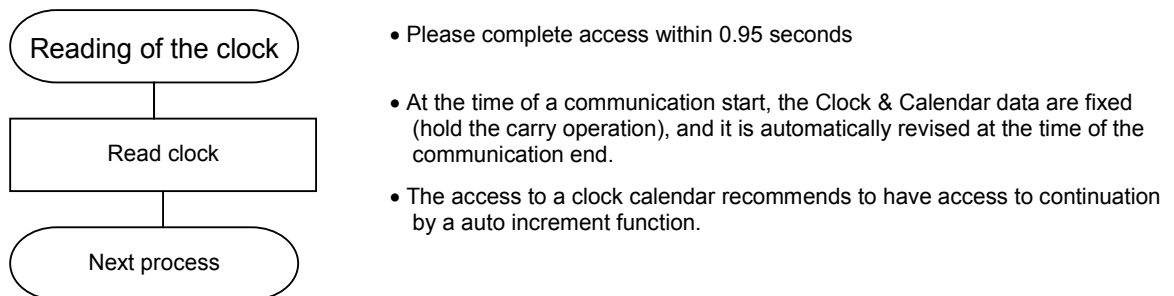 Reading of the clock
• Please complete access within 0.95 seconds
• At the time of a communication start, the Clock & Calendar data are fixed
(hold the carry operation), and it is automatically revised at the time of the
communication end.
Read clock
• The access to a clock calendar recommends to have access to continuation
by a auto increment function.
Next process